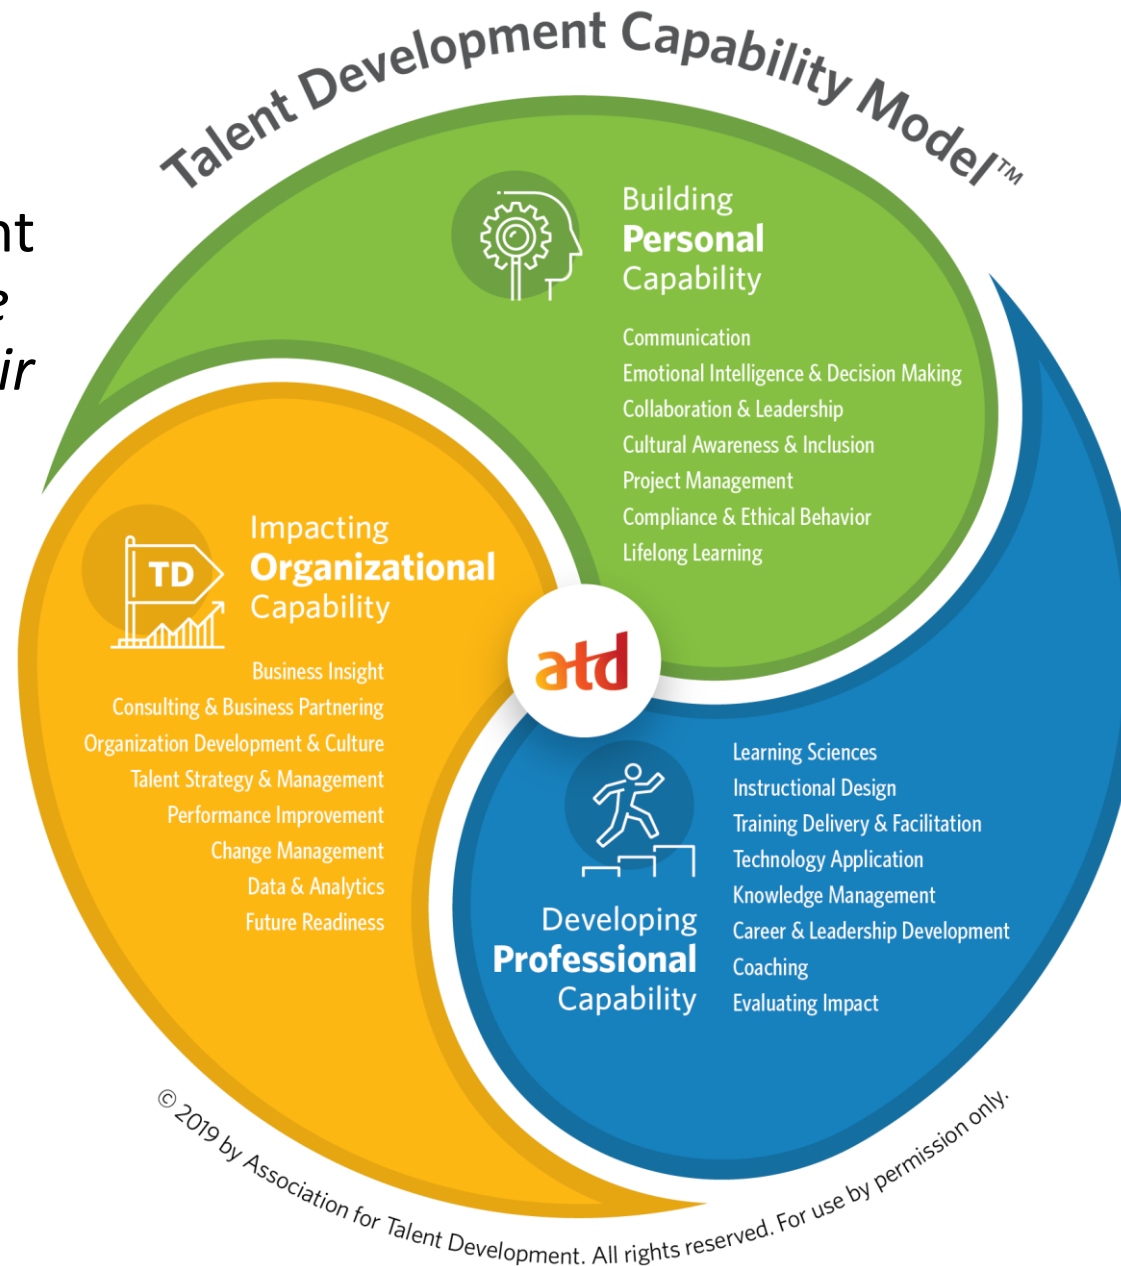 Talent Development Capability Model™
nt
e
ir
Building
Personal
Capability
Communication
Emotional Intelligence & Decision Making
Collaboration & Leadership
Cultural Awareness & Inclusion
Project Management
Compliance & Ethical Behavior
Lifelong Learning
Impacting
Organizational
Capability
TD
Business Insight
Consulting & Business Partnering
Organization Development & Culture
Talent Strategy & Management
Performance Improvement
Change Management
Data & Analytics
Future Readiness
atd
Developing
Professional
Capability
Learning Sciences
Instructional Design
Training Delivery & Facilitation
Technology Application
Knowledge Management
Career & Leadership Development
Coaching
Evaluating Impact
© 2019 by Association for Talent Development. All rights reserved. For use by permission only.